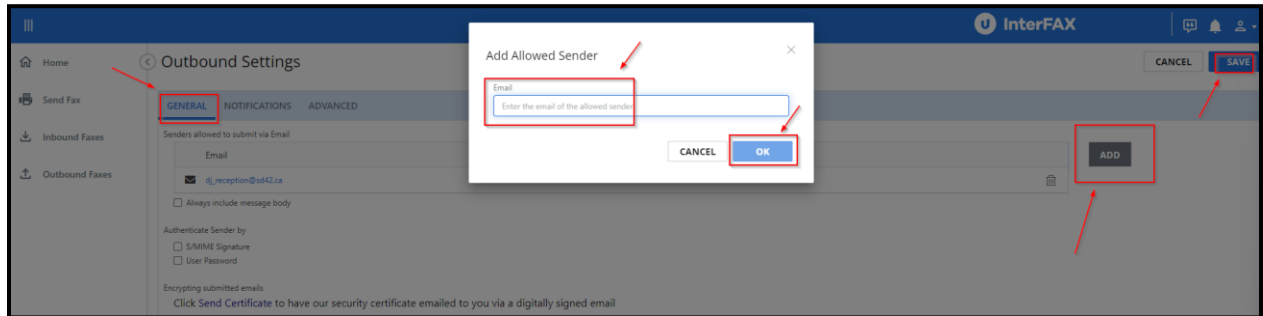 InterFAX
Home
Outbound Settings
CANCEL
SAVE
Send Fax
Inbound Faxes
Outbound Faxes
GENERAL
NOTIFICATIONS
ADVANCED
Senders allowed to submit via Email
Email
dj_reception@sd42.ca
ADD
Always include message body
Authenticate Sender by
S/MIME Signature
User Password
Encrypting submitted emails
Click Send Certificate to have our security certificate emailed to you via a digitally signed email
Add Allowed Sender
Email
Enter the email of the allowed sender
CANCEL
OK